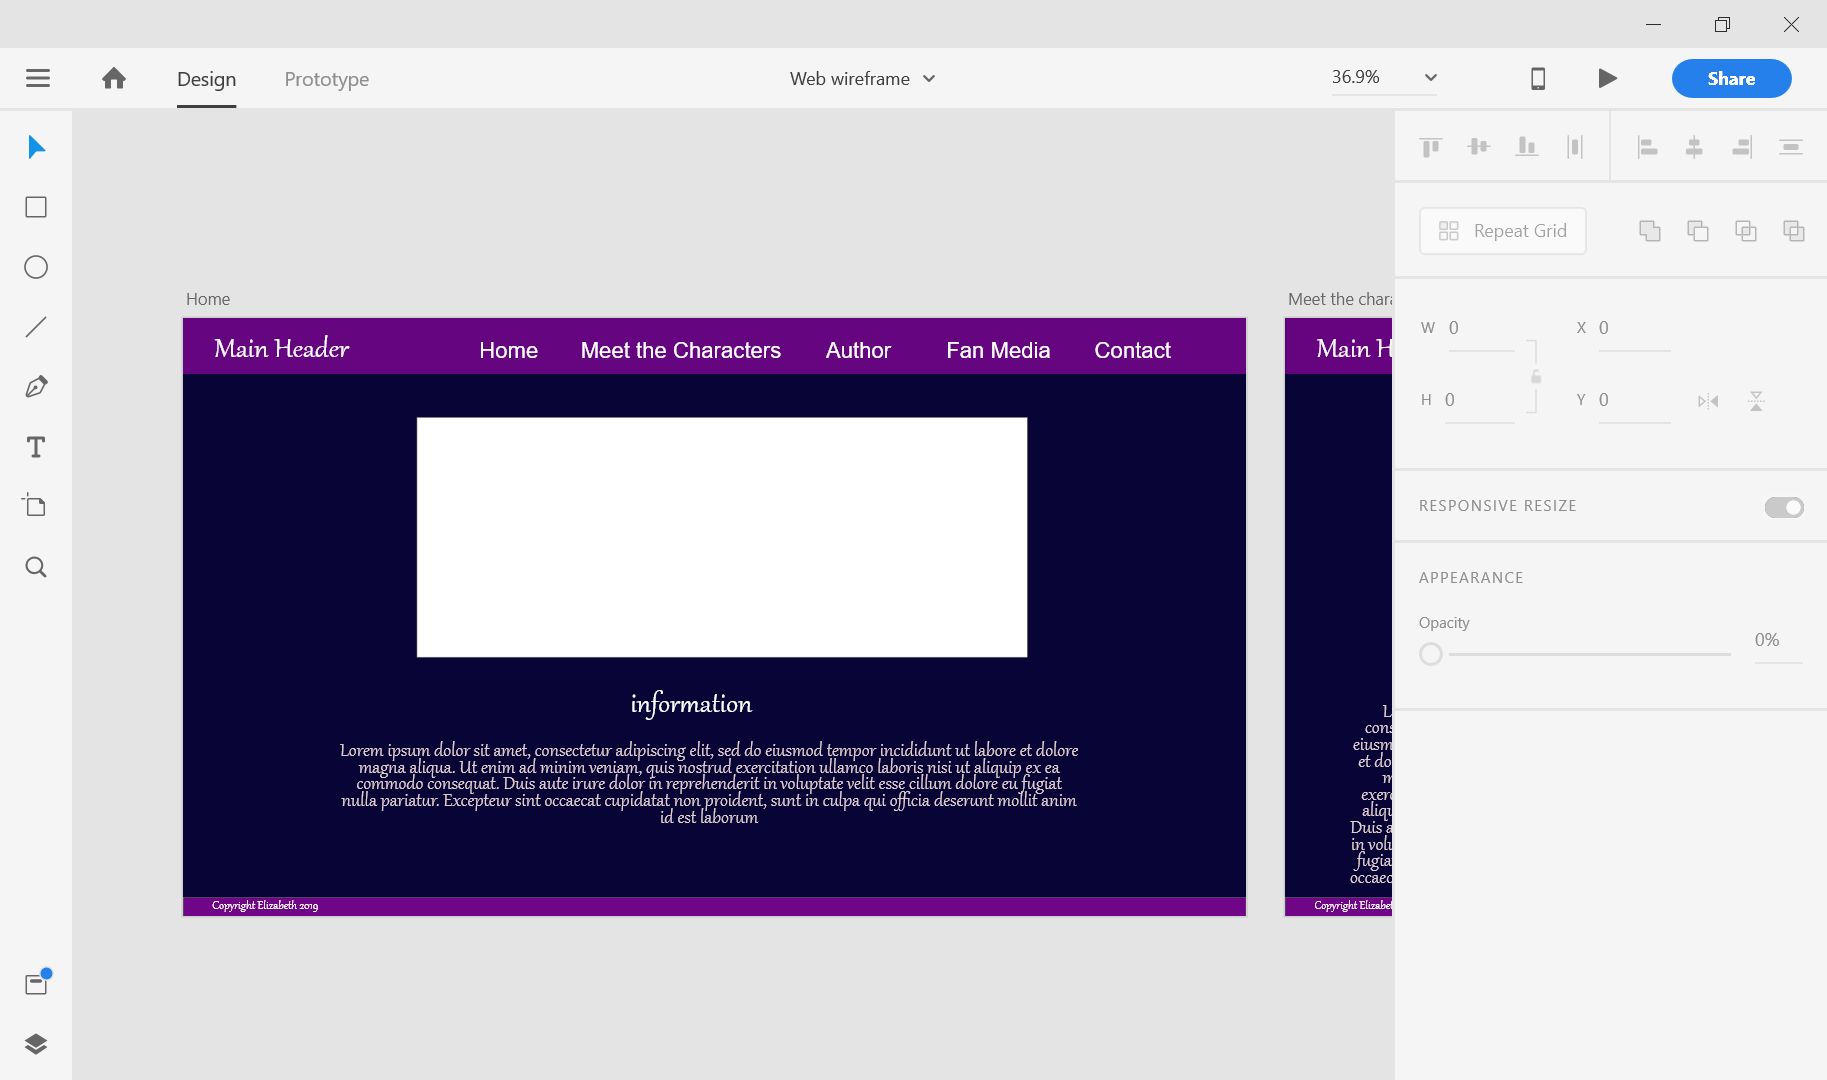 Design
Prototype
Web wireframe
36.9%
Share
Repeat Grid
W 0
X 0
H 0
Y 0
RESPONSIVE RESIZE
APPEARANCE
Opacity
0%
Home
Main Header
Home
Meet the Characters
Author
Fan Media
Contact
information
Lorem ipsum dolor sit amet, consectetur adipiscing elit, sed do eiusmod tempor incididunt ut labore et dolore
magna aliqua. Ut enim ad minim veniam, quis nostrud exercitation ullamco laboris nisi ut aliquip ex ea
commodo consequat. Duis aute irure dolor in reprehenderit in voluptate velit esse cillum dolore eu fugiat
nulla pariatur. Excepteur sint occaecat cupidatat non proident, sunt in culpa qui officia deserunt mollit anim
id est laborum
Copyright Elizabeth 2019
Meet the chara
Main H
L
cons
eiusm
et do
m
exerc
aliqu
Duis a
in volu
fugia
occaec
Copyright Elizabet